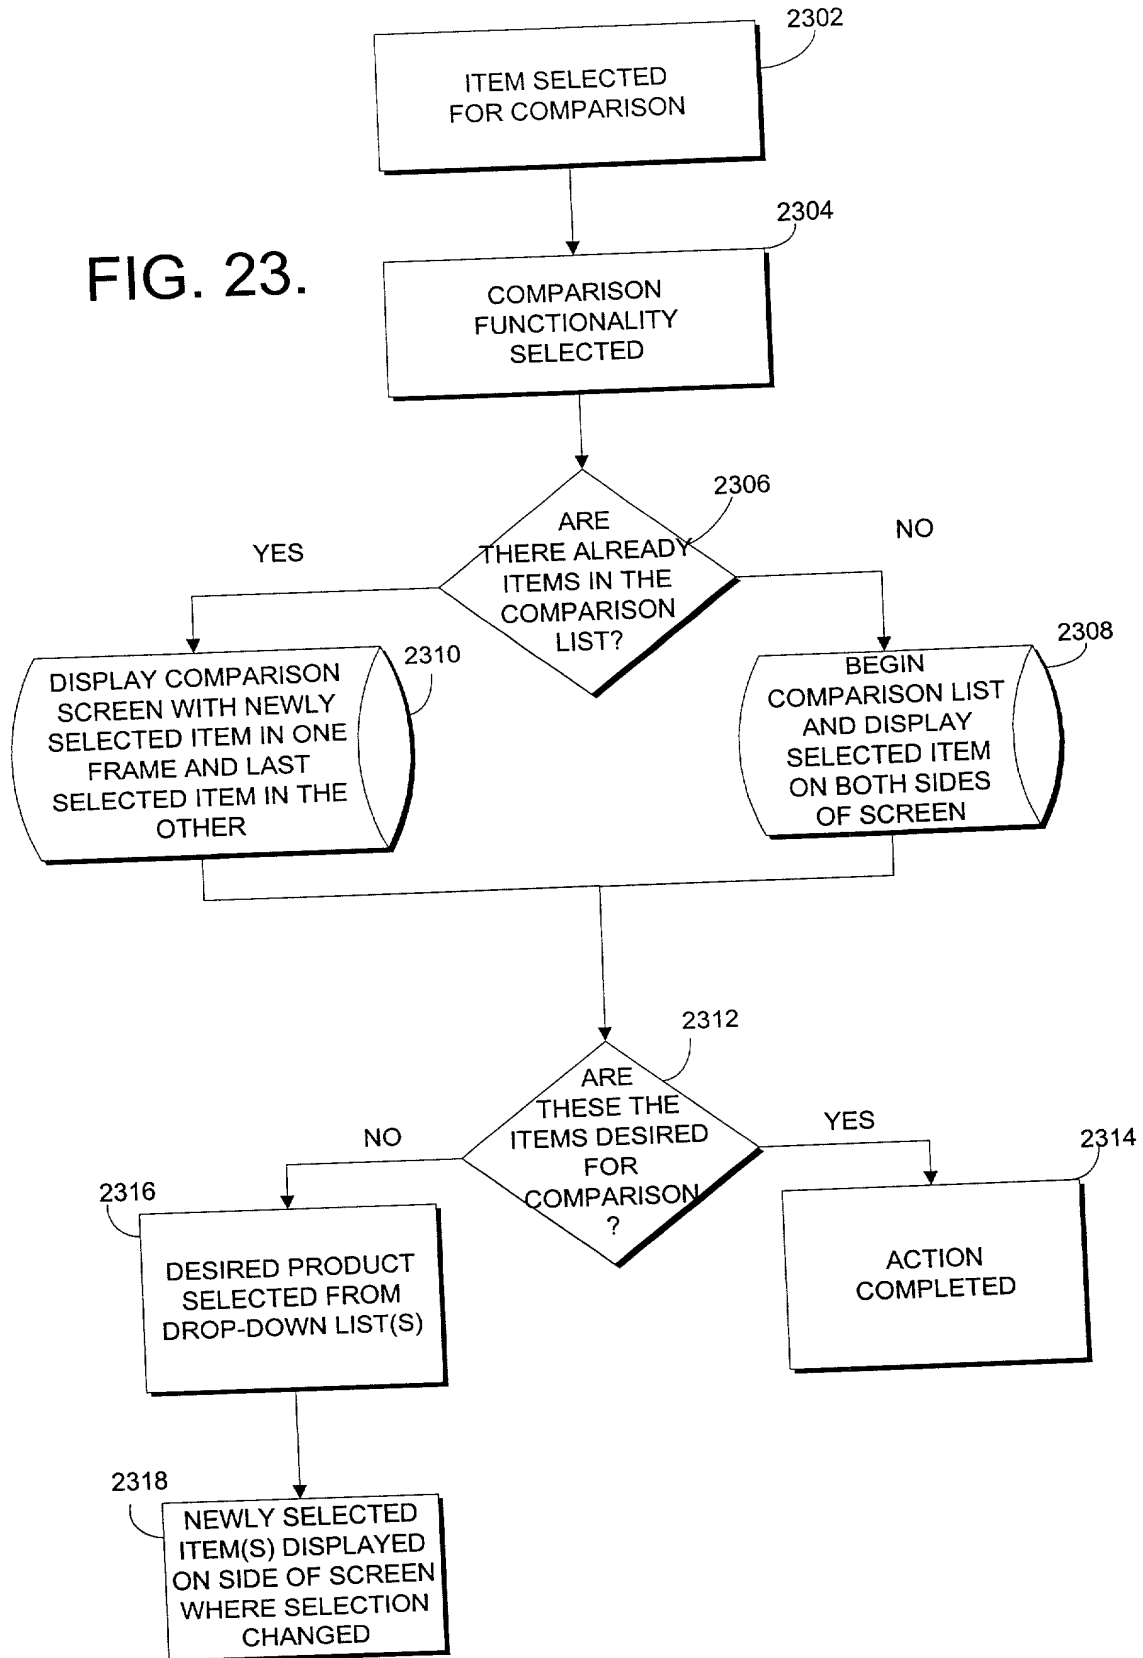 2302
ITEM SELECTED
FOR COMPARISON
2304
FIG. 23.
COMPARISON
FUNCTIONALITY
SELECTED
2306
YES
NO
ARE
THERE ALREADY
ITEMS IN THE
COMPARISON
LIST?
2310
DISPLAY COMPARISON
SCREEN WITH NEWLY
SELECTED ITEM IN ONE
FRAME AND LAST
SELECTED ITEM IN THE
OTHER
2308
BEGIN
COMPARISON LIST
AND DISPLAY
SELECTED ITEM
ON BOTH SIDES
OF SCREEN
2312
ARE
THESE THE
ITEMS DESIRED
FOR
COMPARISON
?
NO
YES
2316
DESIRED PRODUCT
SELECTED FROM
DROP-DOWN LIST(S)
2314
ACTION
COMPLETED
2318
NEWLY SELECTED
ITEM(S) DISPLAYED
ON SIDE OF SCREEN
WHERE SELECTION
CHANGED